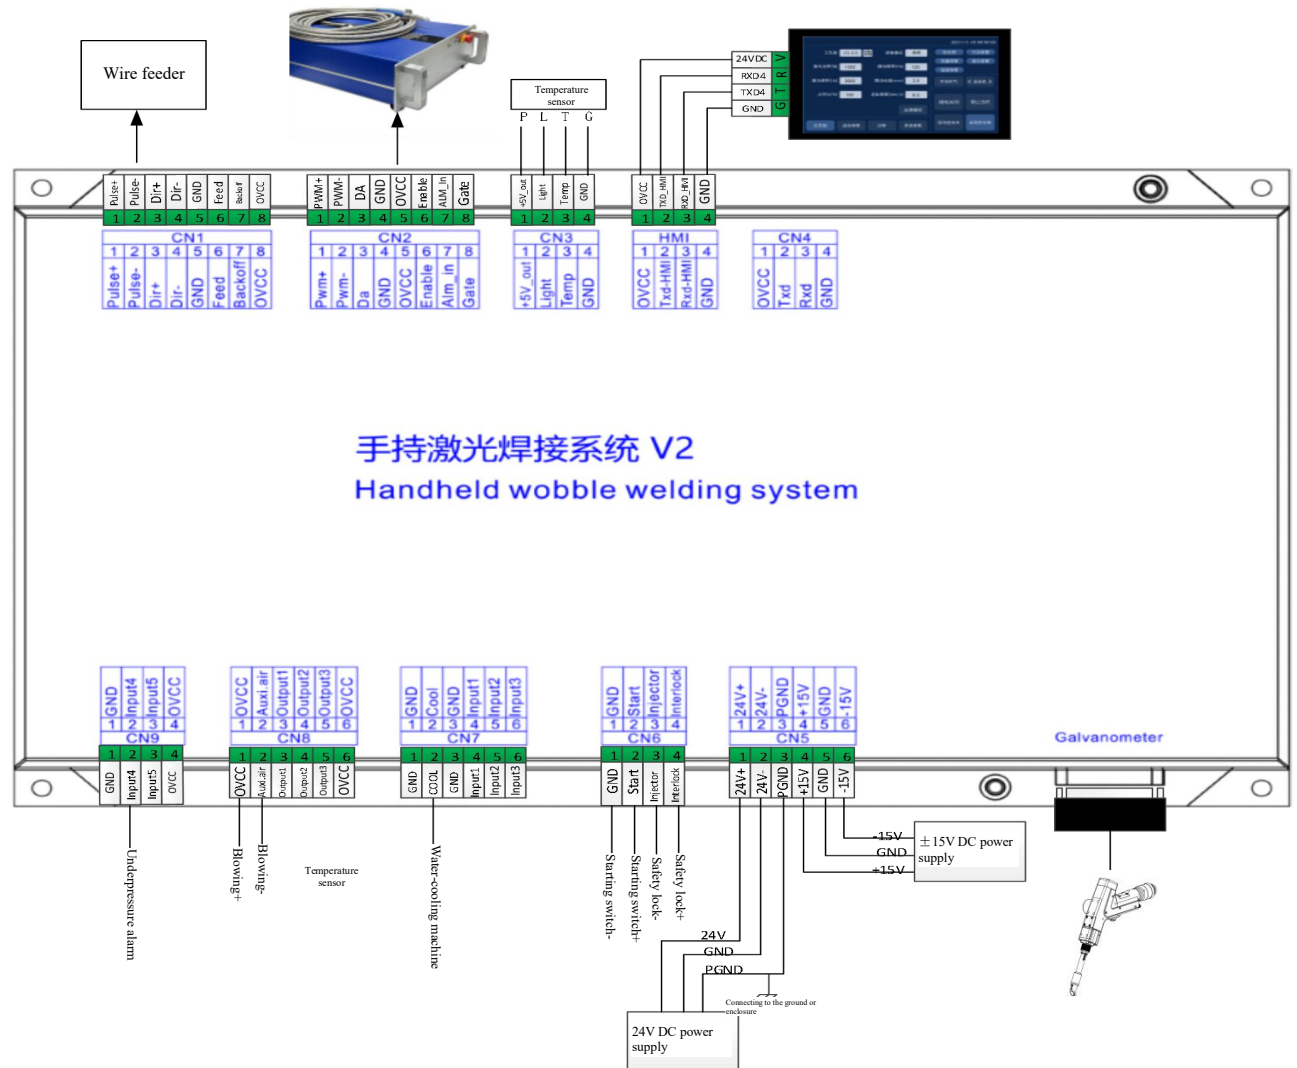 Wire feeder
Temperature
sensor
P L T G
24VDC V
RXD4 R
TXD4 T
GND G
Pulse+ Pulse- Dir+ Dir- GND Feed Backoff OVCC
1 2 3 4 5 6 7 8
CN1
1 2 3 4 5 6 7 8
Pulse+ Pulse- Dir+ Dir- GND Feed Backoff OVCC
PWM+ PWM- DA GND OVCC Enable ALM_In Gate
1 2 3 4 5 6 7 8
CN2
1 2 3 4 5 6 7 8
Pwm+ Pwm- Da GND OVCC Enable Alm_in Gate
+5V_out Light Temp GND
1 2 3 4
CN3
1 2 3 4
+5V_out Light Temp GND
OVCC TXD_HMI RXD_HMI GND
1 2 3 4
HMI
1 2 3 4
OVCC Txd-HMI Rxd-HMI GND
CN4
1 2 3 4
OVCC Txd Rxd GND
手持激光焊接系统 V2
Handheld wobble welding system
GND Input4 Input5 OVCC
1 2 3 4
CN9
1 2 3 4
GND Input4 Input5 OVCC
Underpressure alarm
OVCC Auxi.air Output1 Output2 Output3 OVCC
1 2 3 4 5 6
CN8
1 2 3 4 5 6
OVCC Auxi.air Output1 Output2 Output3 OVCC
Blowing+
Blowing-
Temperature
sensor
GND Cool GND Input1 Input2 Input3
1 2 3 4 5 6
CN7
1 2 3 4 5 6
GND COOL GND Input1 Input2 Input3
Water-cooling machine
GND Start Injector Interlock
1 2 3 4
CN6
1 2 3 4
GND Start Injector Interlock
Starting switch-
Starting switch+
Safety lock-
Safety lock+
24V+ 24V- PGND +15V GND -15V
1 2 3 4 5 6
CN5
1 2 3 4 5 6
24V+ 24V- PGND +15V GND -15V
Galvanometer
-15V
GND
+15V
±15V DC power
supply
24V
GND
PGND
Connecting to the ground or
enclosure
24V DC power
supply